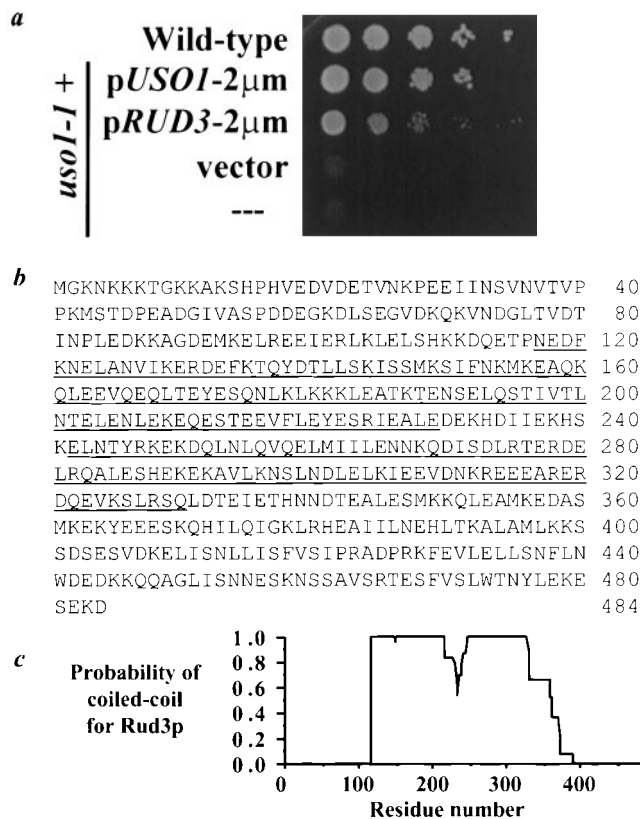 a
Wild-type
pUSO1-2µm
pRUD3-2µm
vector
---
uso1-1 +
b
MGKNKKKTGKKAKSHPHVEDVDETVNKPEEIINSVNVTVP 40
PKMSTDPEADGIVASPDDEGKDLSEGVDKQKVNDGLTVDT 80
INPLEDKKAGDEMKELREEIERLKLELSHKKDQETPNEDF 120
KNELANVIKERDEFKTQYDTLLSKISSMKSIFNKMKEAQK 160
QLEEVQEQLTEYESQNLKLKKKLEATKTENSELQSTIVTL 200
NTELENLEKEQESTEEVFLEYESRIEALEDEKHDIIEKHS 240
KELNTYRKEKDQLNLQVQELMIILENNKQDISDLRTERDE 280
LRQALESHEKEKAVLKNSLNDLELKIEEVDNKREEEARER 320
DQEVKSLRSQLDTEIETHNNDTEALESMKKQLEAMKEDAS 360
MKEKYEEESKQHILQIGKLRHEAIILNEHLTKALAMLKKS 400
SDSESVDKELISNLLISFVSIPRADPRKFEVLELLSNFLN 440
WDEDKKQQAGLISNNESKNSSAVSRTESFVSLWTNYLEKE 480
SEKD 484
c
Probability of
coiled-coil
for Rud3p
1.0
0.8
0.6
0.4
0.2
0.0
0 100 200 300 400
Residue number